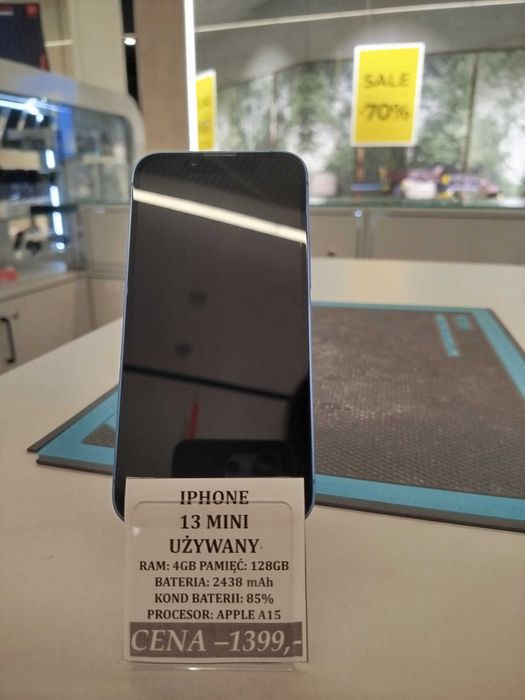 SALE
-70%
IPHONE
13 MINI
UŻYWANY
RAM: 4GB PAMIĘĆ: 128GB
BATERIA: 2438 mAh
KOND BATERII: 85%
PROCESOR: APPLE A15
CENA –1399,-